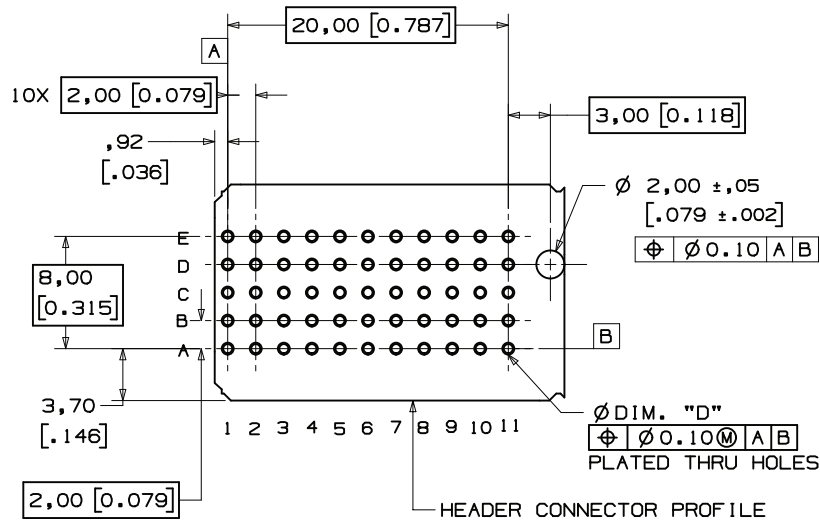 20,00 [0.787]
A
10X 2,00 [0.079]
3,00 [0.118]
,92
[.036]
Ø 2,00 ±,05
[.079 ±.002]
⌖ Ø0.10 A B
E
D
C
B
A
8,00
[0.315]
B
3,70
[.146]
1 2 3 4 5 6 7 8 9 10 11
ØDIM. "D"
⌖ Ø0.10Ⓜ A B
PLATED THRU HOLES
2,00 [0.079]
HEADER CONNECTOR PROFILE